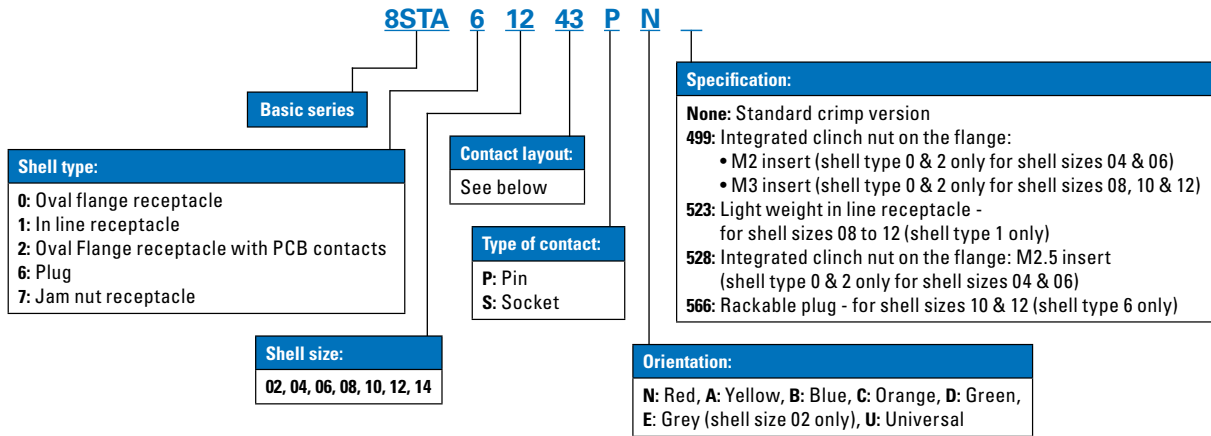 8STA 6 12 43 P N _
Basic series
Shell type:
0: Oval flange receptacle
1: In line receptacle
2: Oval Flange receptacle with PCB contacts
6: Plug
7: Jam nut receptacle
Shell size:
02, 04, 06, 08, 10, 12, 14
Contact layout:
See below
Type of contact:
P: Pin
S: Socket
Orientation:
N: Red, A: Yellow, B: Blue, C: Orange, D: Green,
E: Grey (shell size 02 only), U: Universal
Specification:
None: Standard crimp version
499: Integrated clinch nut on the flange:
• M2 insert (shell type 0 & 2 only for shell sizes 04 & 06)
• M3 insert (shell type 0 & 2 only for shell sizes 08, 10 & 12)
523: Light weight in line receptacle -
for shell sizes 08 to 12 (shell type 1 only)
528: Integrated clinch nut on the flange: M2.5 insert
(shell type 0 & 2 only for shell sizes 04 & 06)
566: Rackable plug - for shell sizes 10 & 12 (shell type 6 only)